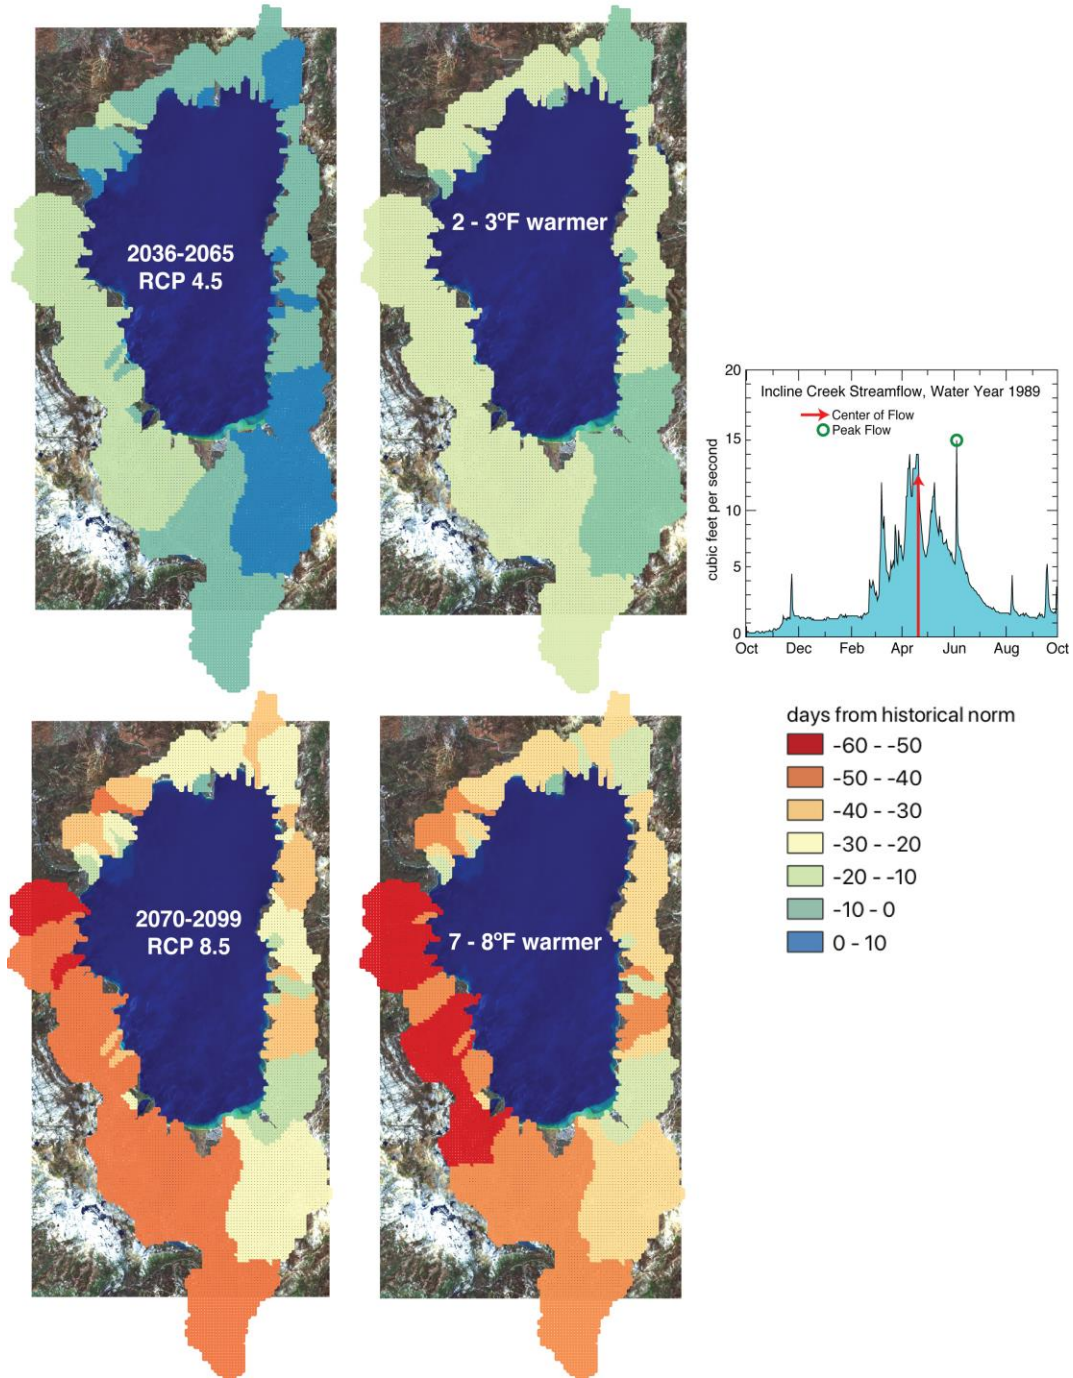 2036-2065
RCP 4.5
2 - 3°F warmer
Incline Creek Streamflow, Water Year 1989
Center of Flow
Peak Flow
cubic feet per second
20
15
10
5
0
Oct Dec Feb Apr Jun Aug Oct
days from historical norm
-60 - -50
-50 - -40
-40 - -30
-30 - -20
-20 - -10
-10 - 0
0 - 10
2070-2099
RCP 8.5
7 - 8°F warmer